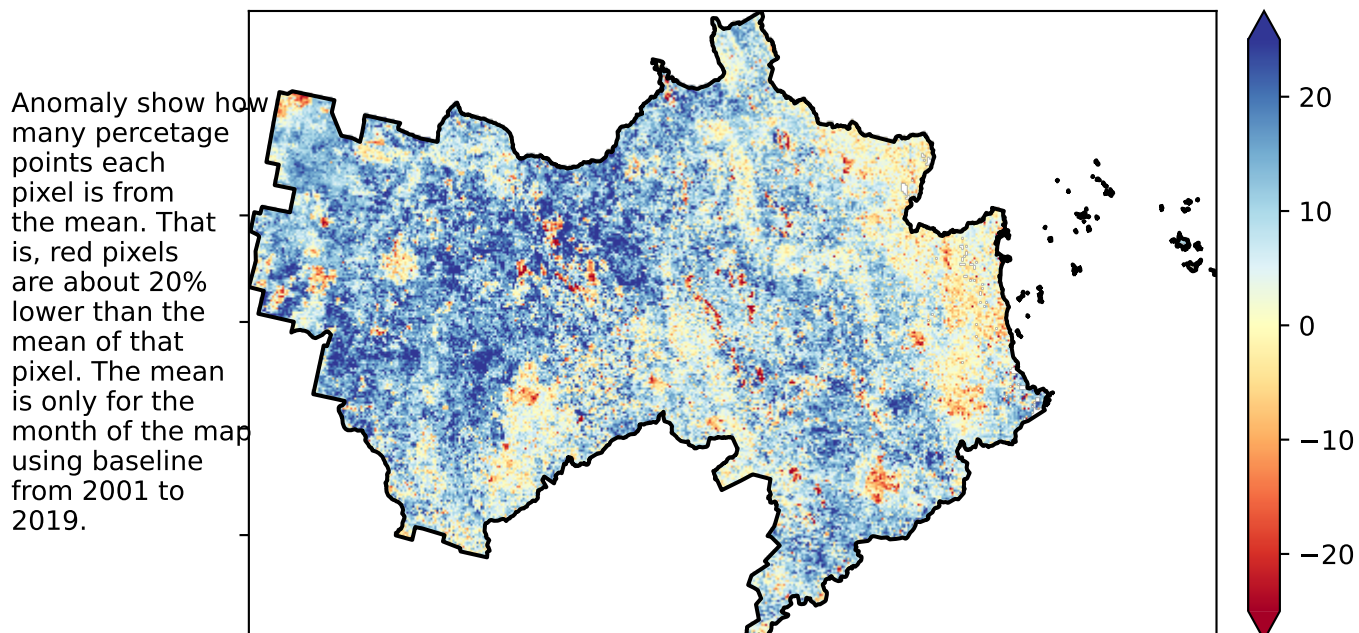 Anomaly show how
many percetage
points each
pixel is from
the mean. That
is, red pixels
are about 20%
lower than the
mean of that
pixel. The mean
is only for the
month of the map
using baseline
from 2001 to
2019.
20
10
0
−10
−20